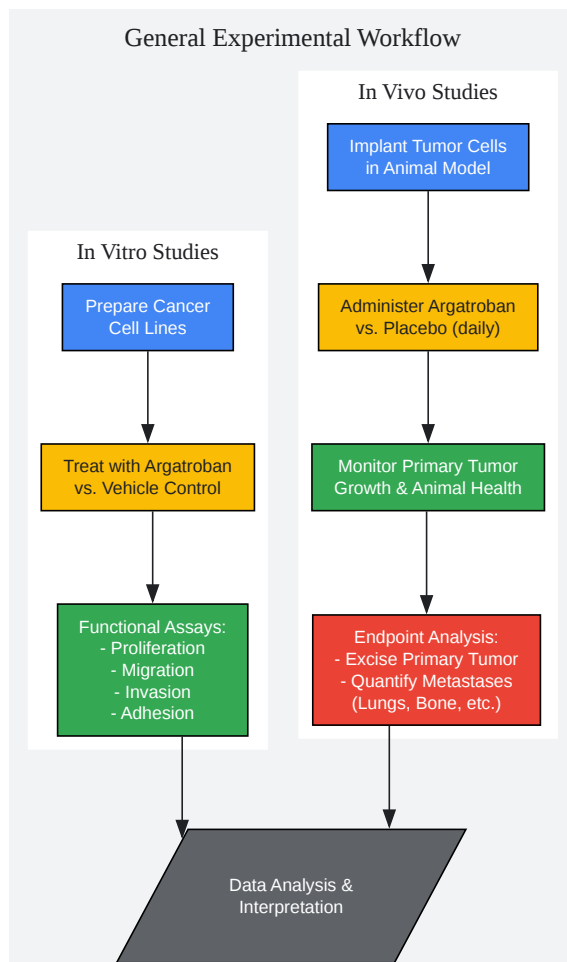 General Experimental Workflow
In Vitro Studies
Prepare Cancer
Cell Lines
Treat with Argatroban
vs. Vehicle Control
Functional Assays:
- Proliferation
- Migration
- Invasion
- Adhesion
In Vivo Studies
Implant Tumor Cells
in Animal Model
Administer Argatroban
vs. Placebo (daily)
Monitor Primary Tumor
Growth & Animal Health
Endpoint Analysis:
- Excise Primary Tumor
- Quantify Metastases
(Lungs, Bone, etc.)
Data Analysis &
Interpretation